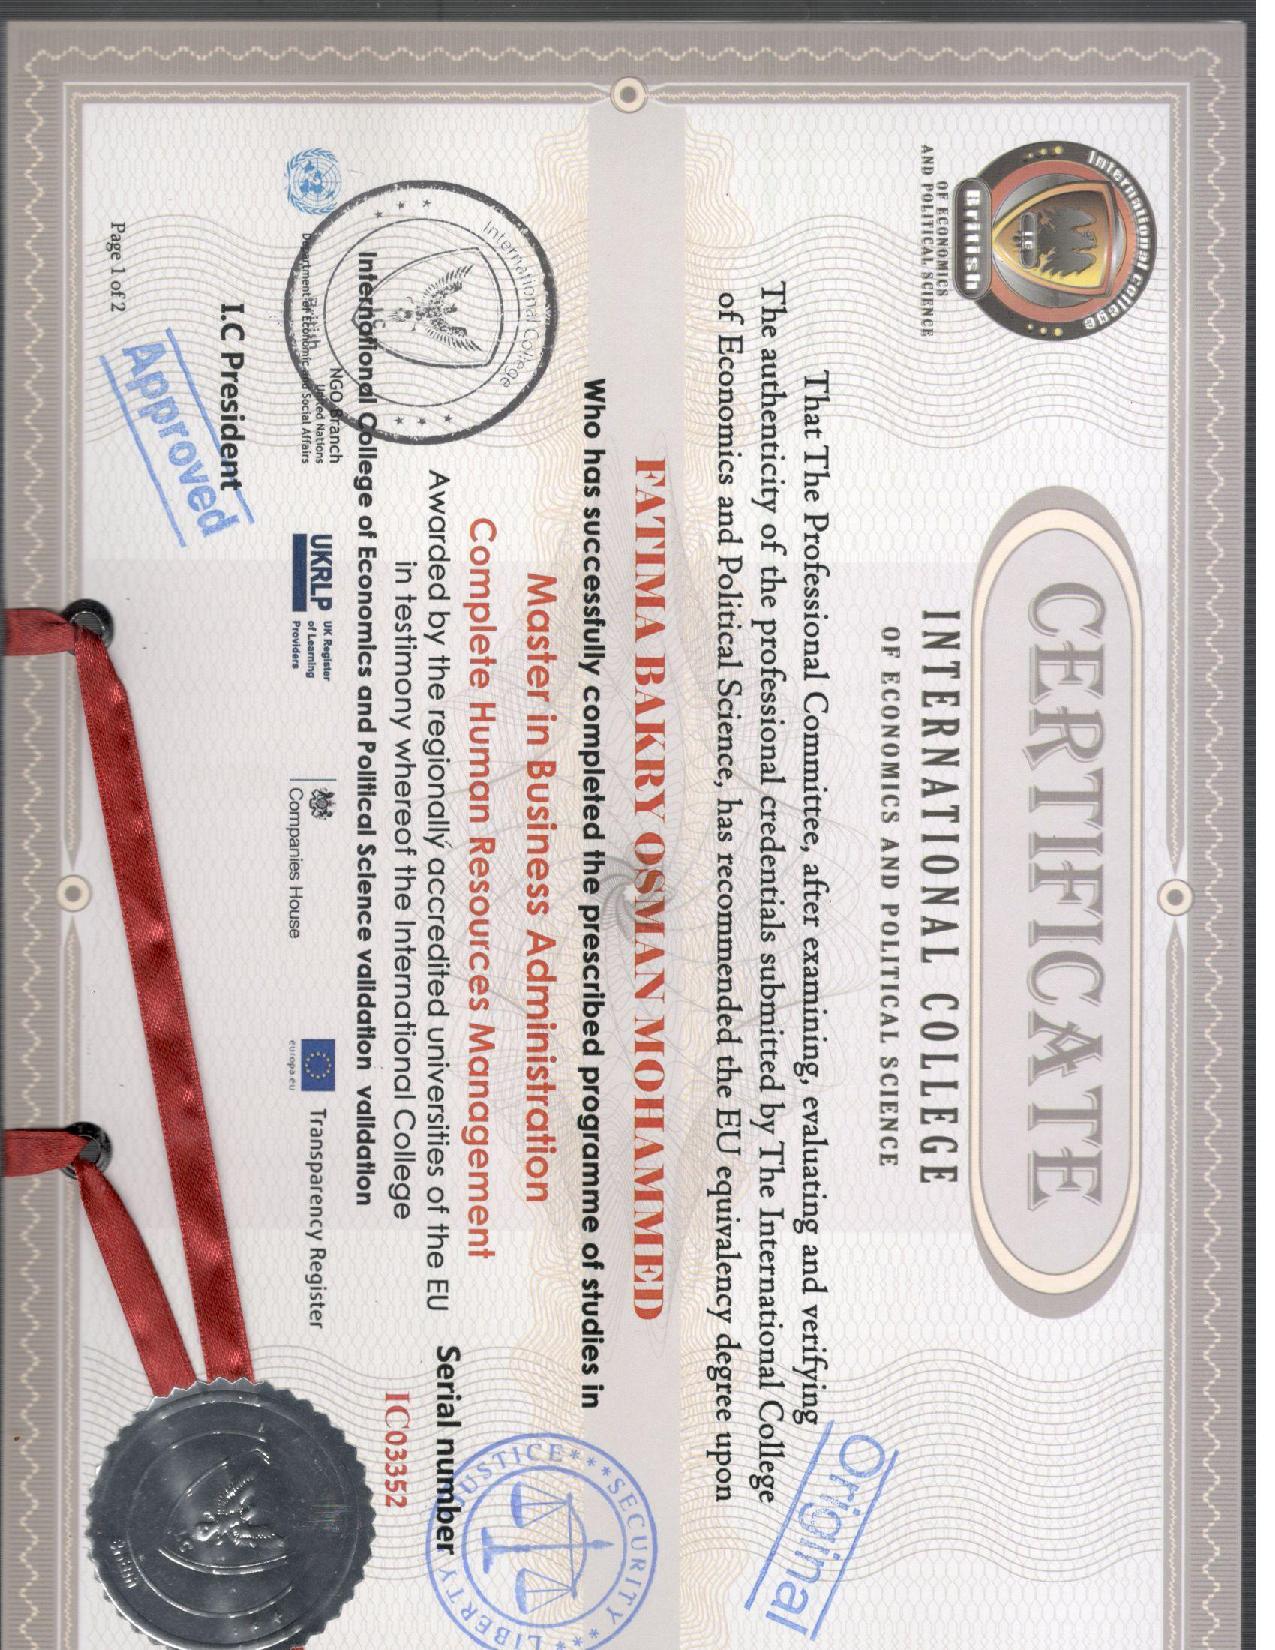 International college
I.C
British
OF ECONOMICS
AND POLITICAL SCIENCE
CERTIFICATE
INTERNATIONAL COLLEGE
OF ECONOMICS AND POLITICAL SCIENCE
Original
That The Professional Committee, after examining, evaluating and verifying
The authenticity of the professional credentials submitted by The International College
of Economics and Political Science, has recommended the EU equivalency degree upon
FATIMA BAKRY OSMAN MOHAMMED
Who has successfully completed the prescribed programme of studies in
Master in Business Administration
Complete Human Resources Management
Awarded by the regionally accredited universities of the EU
in testimony whereof the International College
International College of Economics and Political Science validation validation
SECURITY
LIBERTY
JUSTICE
Serial number
IC03352
International College
I.C
British
NGO Branch
United Nations
Department of Economic and Social Affairs
UKRLP
UK Register
of Learning
Providers
Companies House
europa.eu
Transparency Register
I.C President
Approved
Page 1 of 2
I.C
British